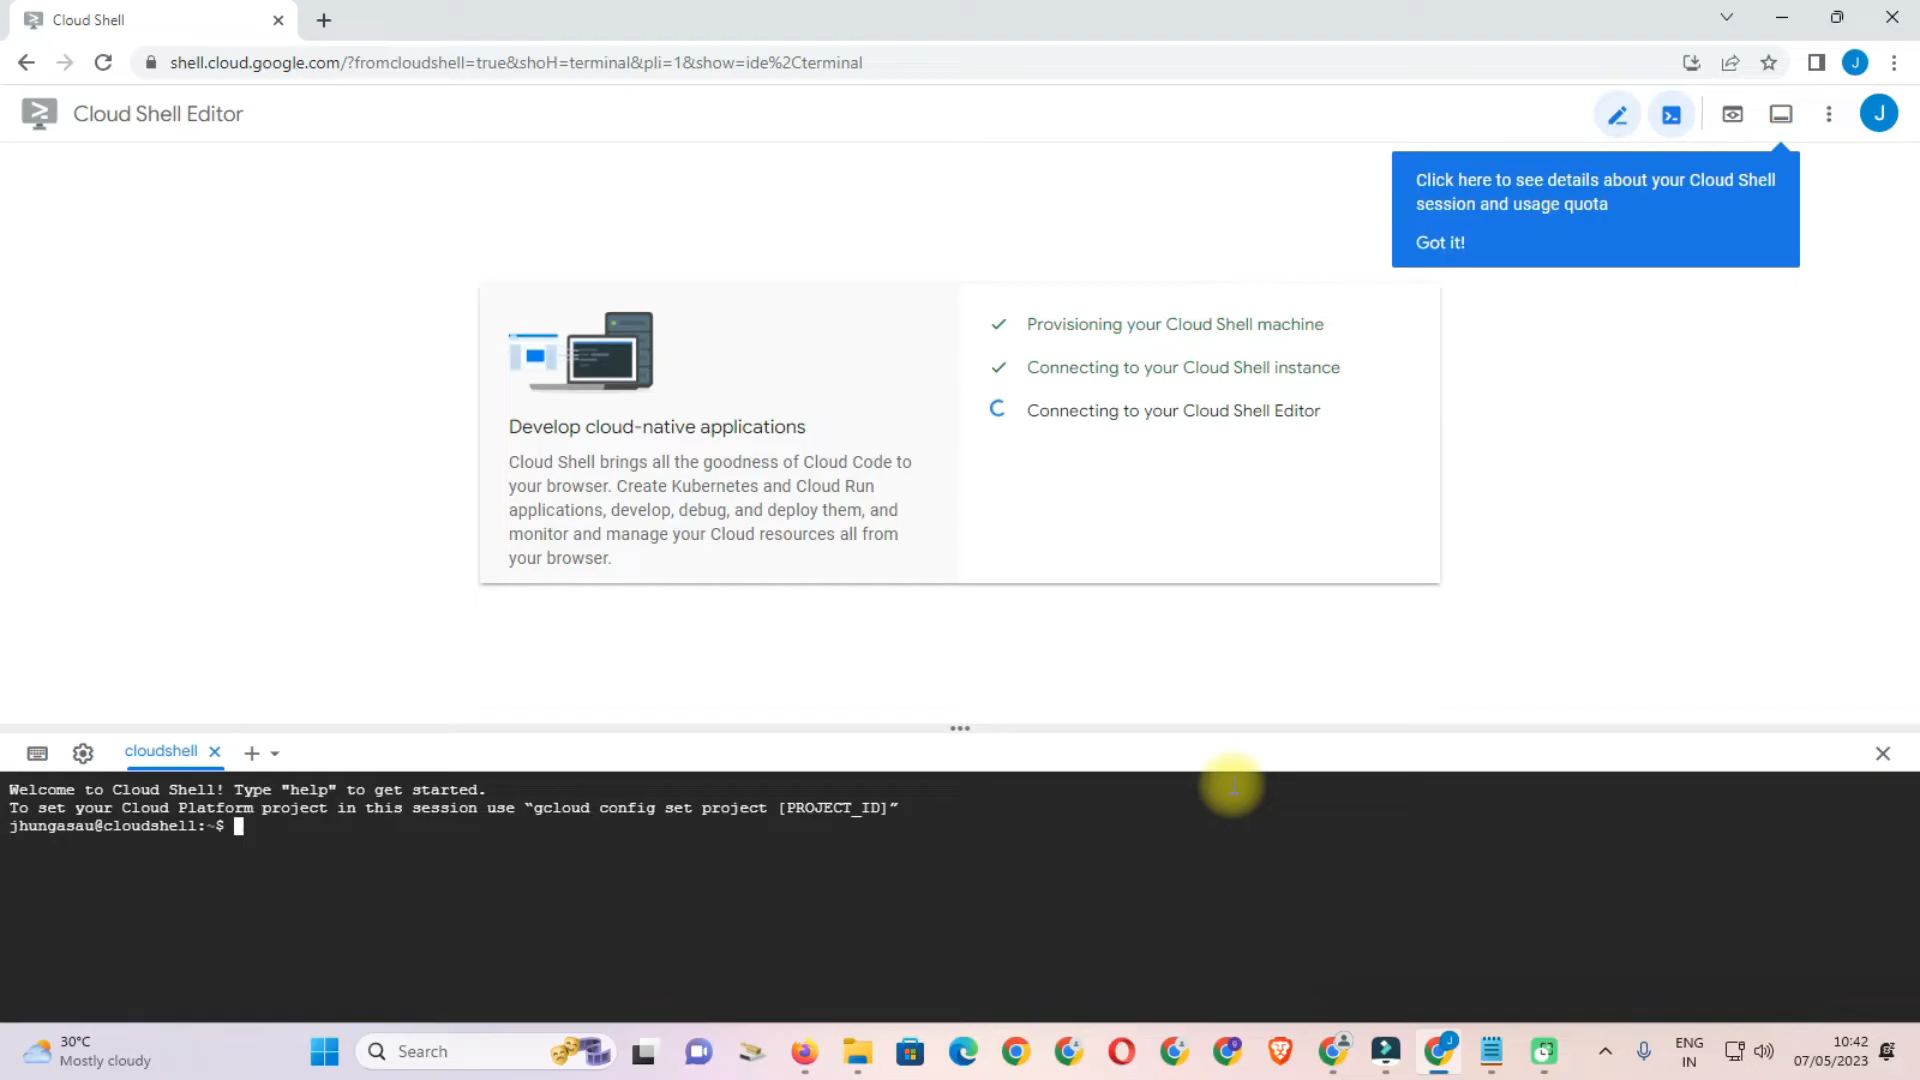 Cloud Shell
shell.cloud.google.com/?fromcloudshell=true&shoH=terminal&pli=1&show=ide%2Cterminal
J
Cloud Shell Editor
J
Click here to see details about your Cloud Shell
session and usage quota
Got it!
Provisioning your Cloud Shell machine
Connecting to your Cloud Shell instance
Connecting to your Cloud Shell Editor
Develop cloud-native applications
Cloud Shell brings all the goodness of Cloud Code to
your browser. Create Kubernetes and Cloud Run
applications, develop, debug, and deploy them, and
monitor and manage your Cloud resources all from
your browser.
cloudshell
Welcome to Cloud Shell! Type "help" to get started.
To set your Cloud Platform project in this session use “gcloud config set project [PROJECT_ID]”
jhungasau@cloudshell:~$
30°C
Mostly cloudy
Search
J
ENG
IN
10:42
07/05/2023